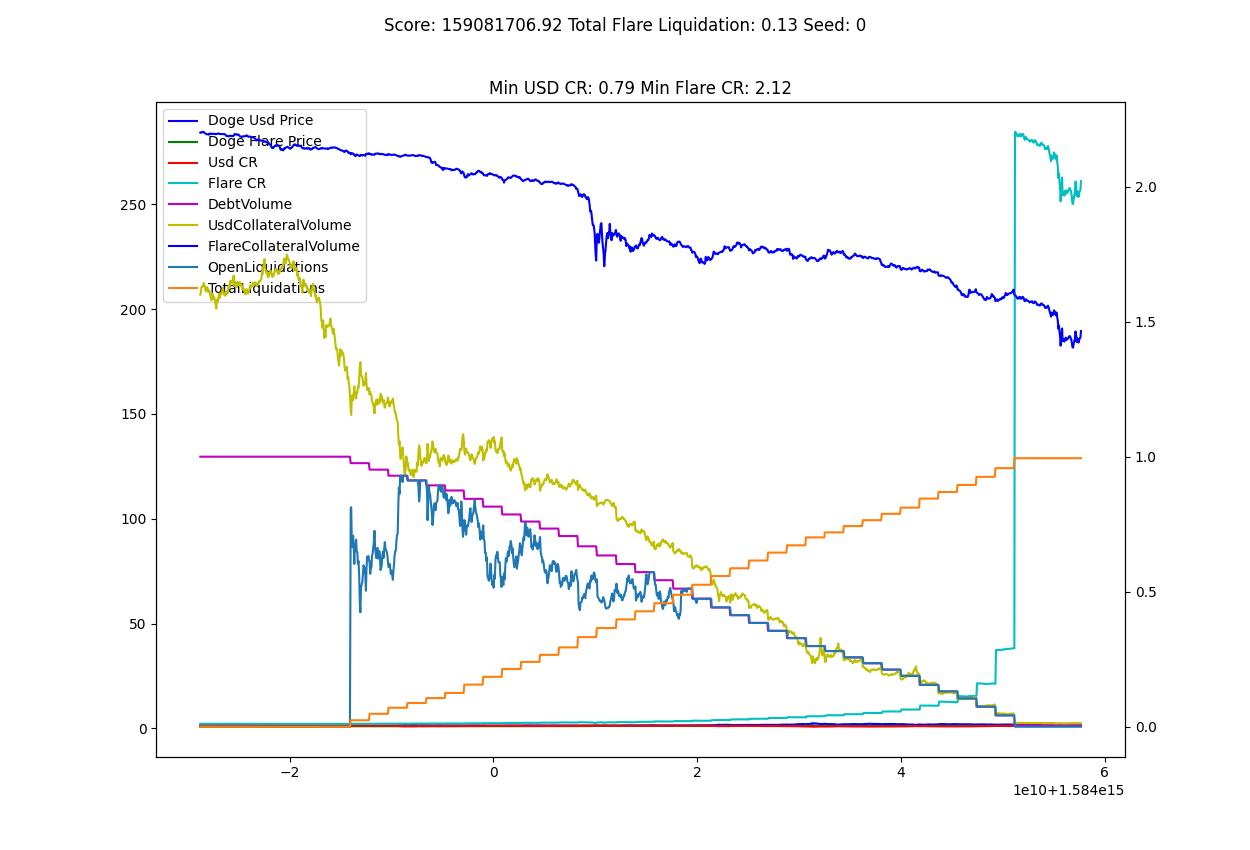 Score: 159081706.92 Total Flare Liquidation: 0.13 Seed: 0
Min USD CR: 0.79 Min Flare CR: 2.12
Doge Usd Price
Doge Flare Price
Usd CR
Flare CR
DebtVolume
UsdCollateralVolume
FlareCollateralVolume
OpenLiquidations
TotalLiquidations
250
200
150
100
50
0
2.0
1.5
1.0
0.5
0.0
−2
0
2
4
6
1e10+1.584e15